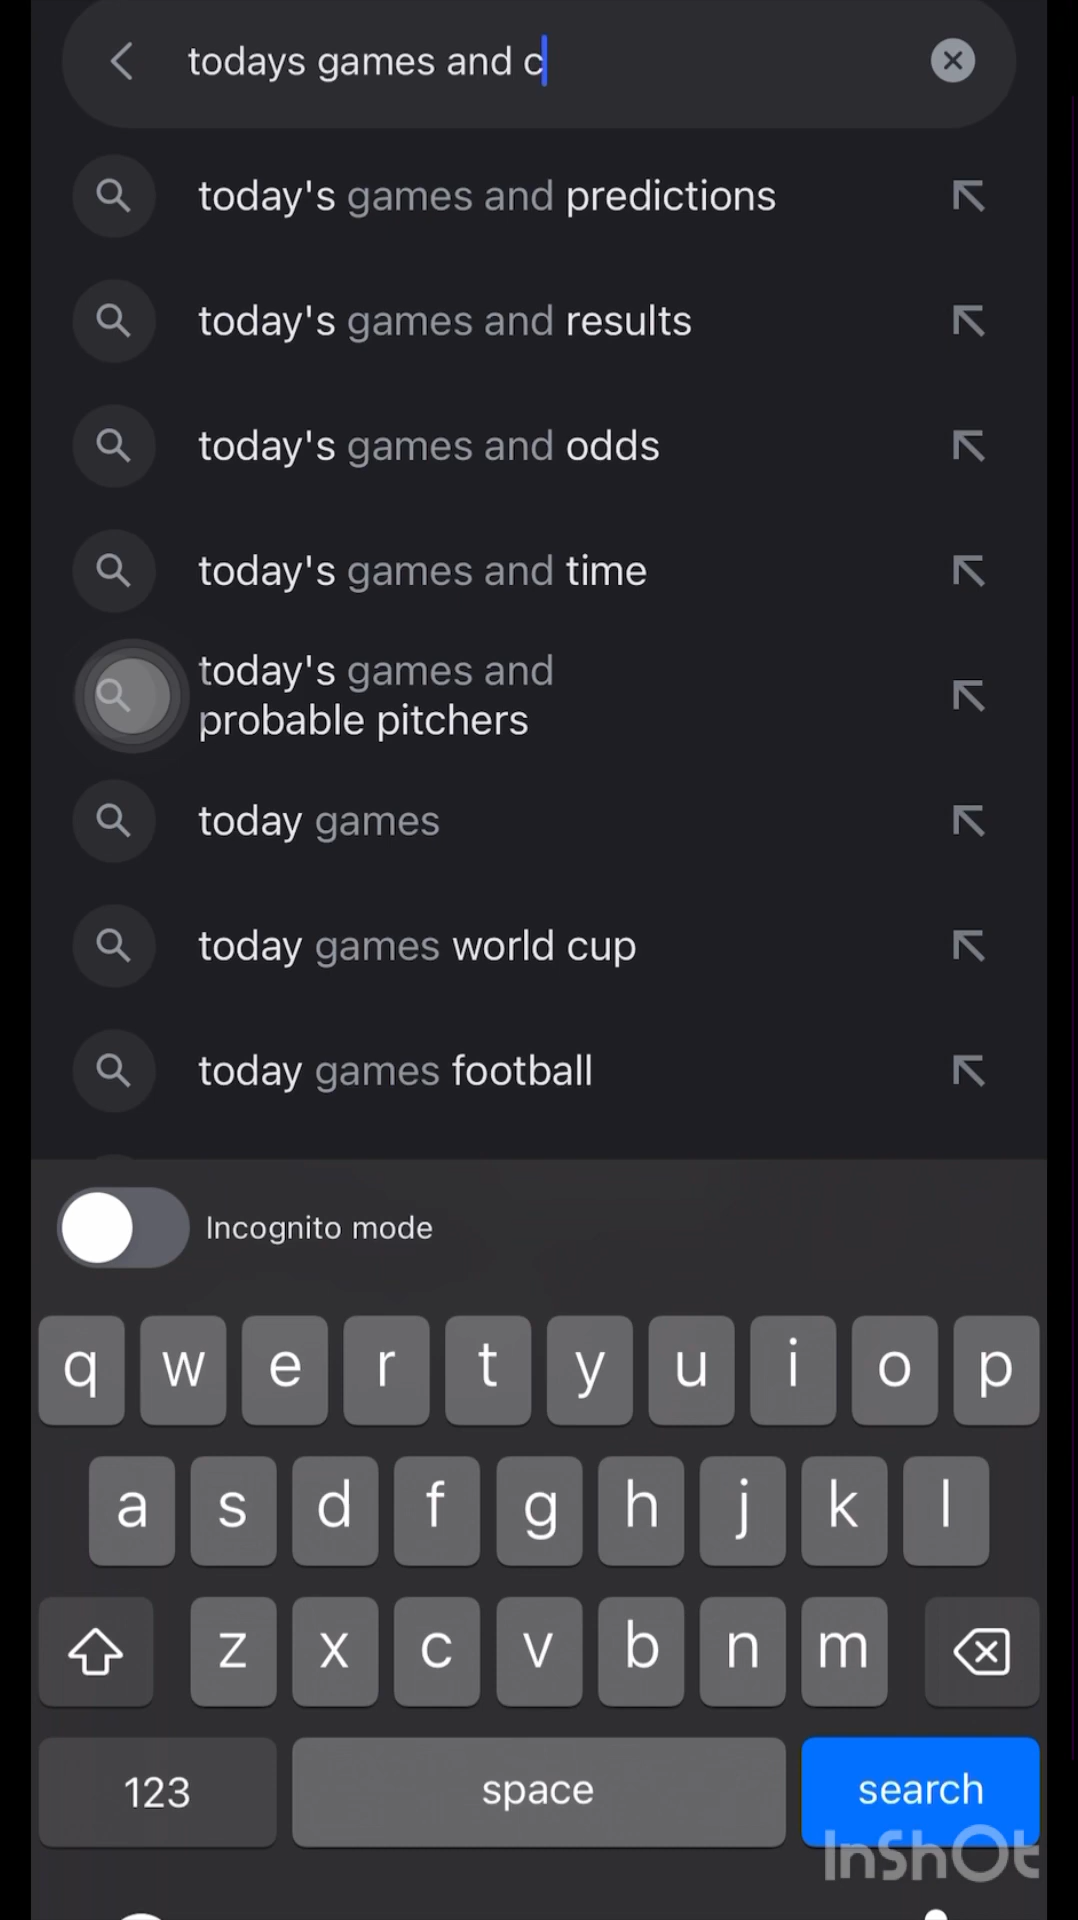 todays games and c
today's games and predictions
today's games and results
today's games and odds
today's games and time
today's games and
probable pitchers
today games
today games world cup
today games football
Incognito mode
q w e r t y u i o p
a s d f g h j k l
z x c v b n m
123 space search
InShOt